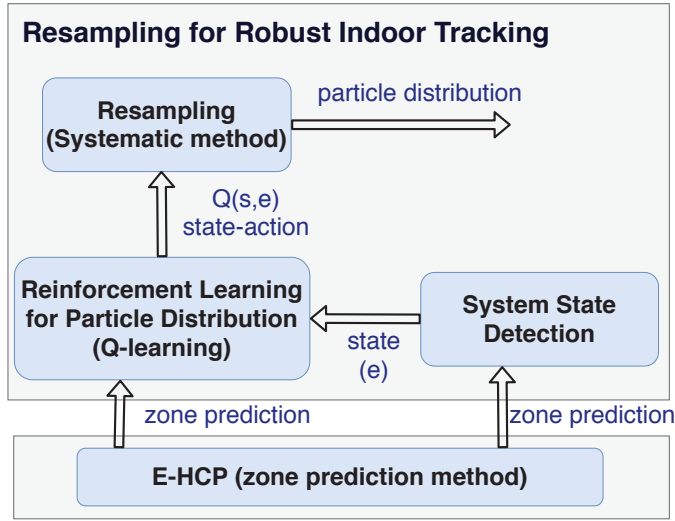 Resampling for Robust Indoor Tracking
Resampling
(Systematic method)
particle distribution
Q(s,e)
state-action
Reinforcement Learning
for Particle Distribution
(Q-learning)
state
(e)
System State
Detection
zone prediction
zone prediction
E-HCP (zone prediction method)